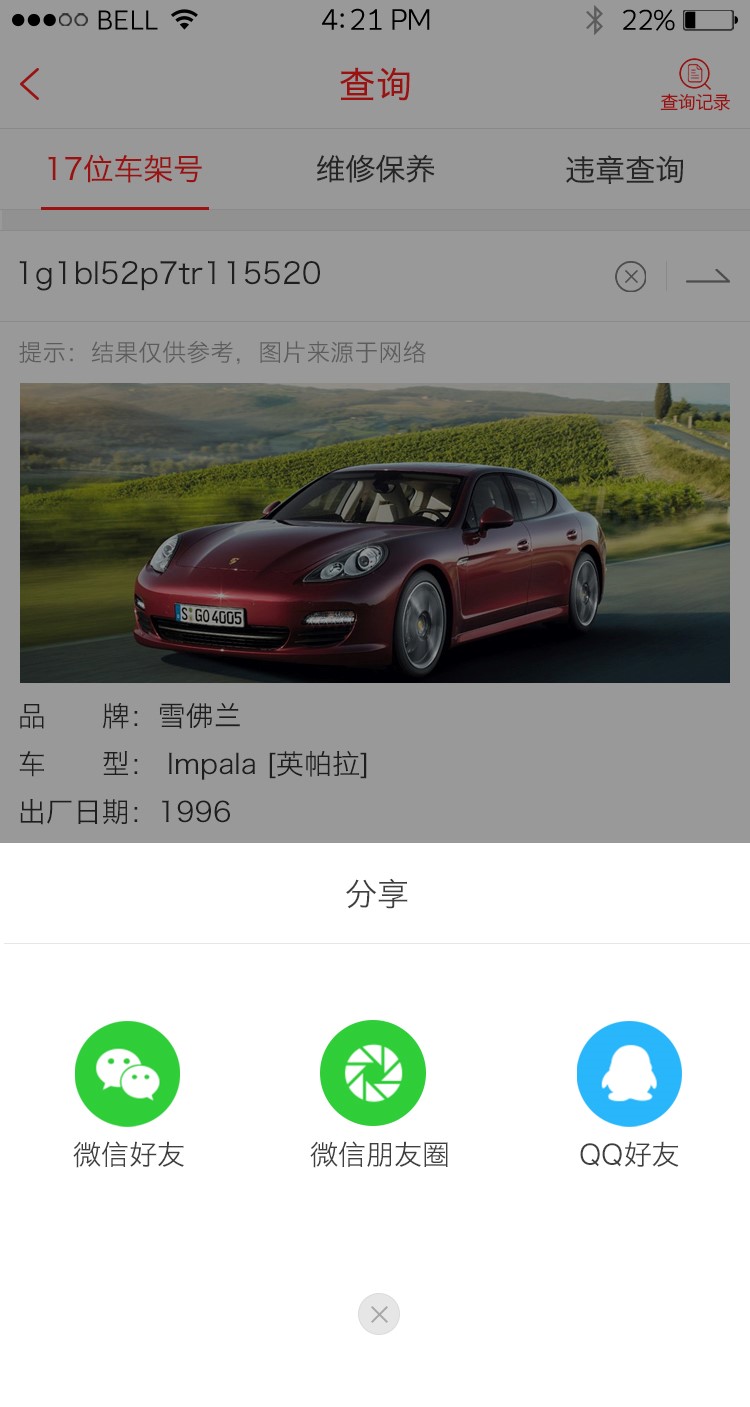 BELL 4:21 PM 22%
查询
查询记录
17位车架号 维修保养 违章查询
1g1bl52p7tr115520
提示：结果仅供参考，图片来源于网络
S GO 4005
品 牌：雪佛兰
车 型： Impala [英帕拉]
出厂日期：1996
分享
微信好友 微信朋友圈 QQ好友